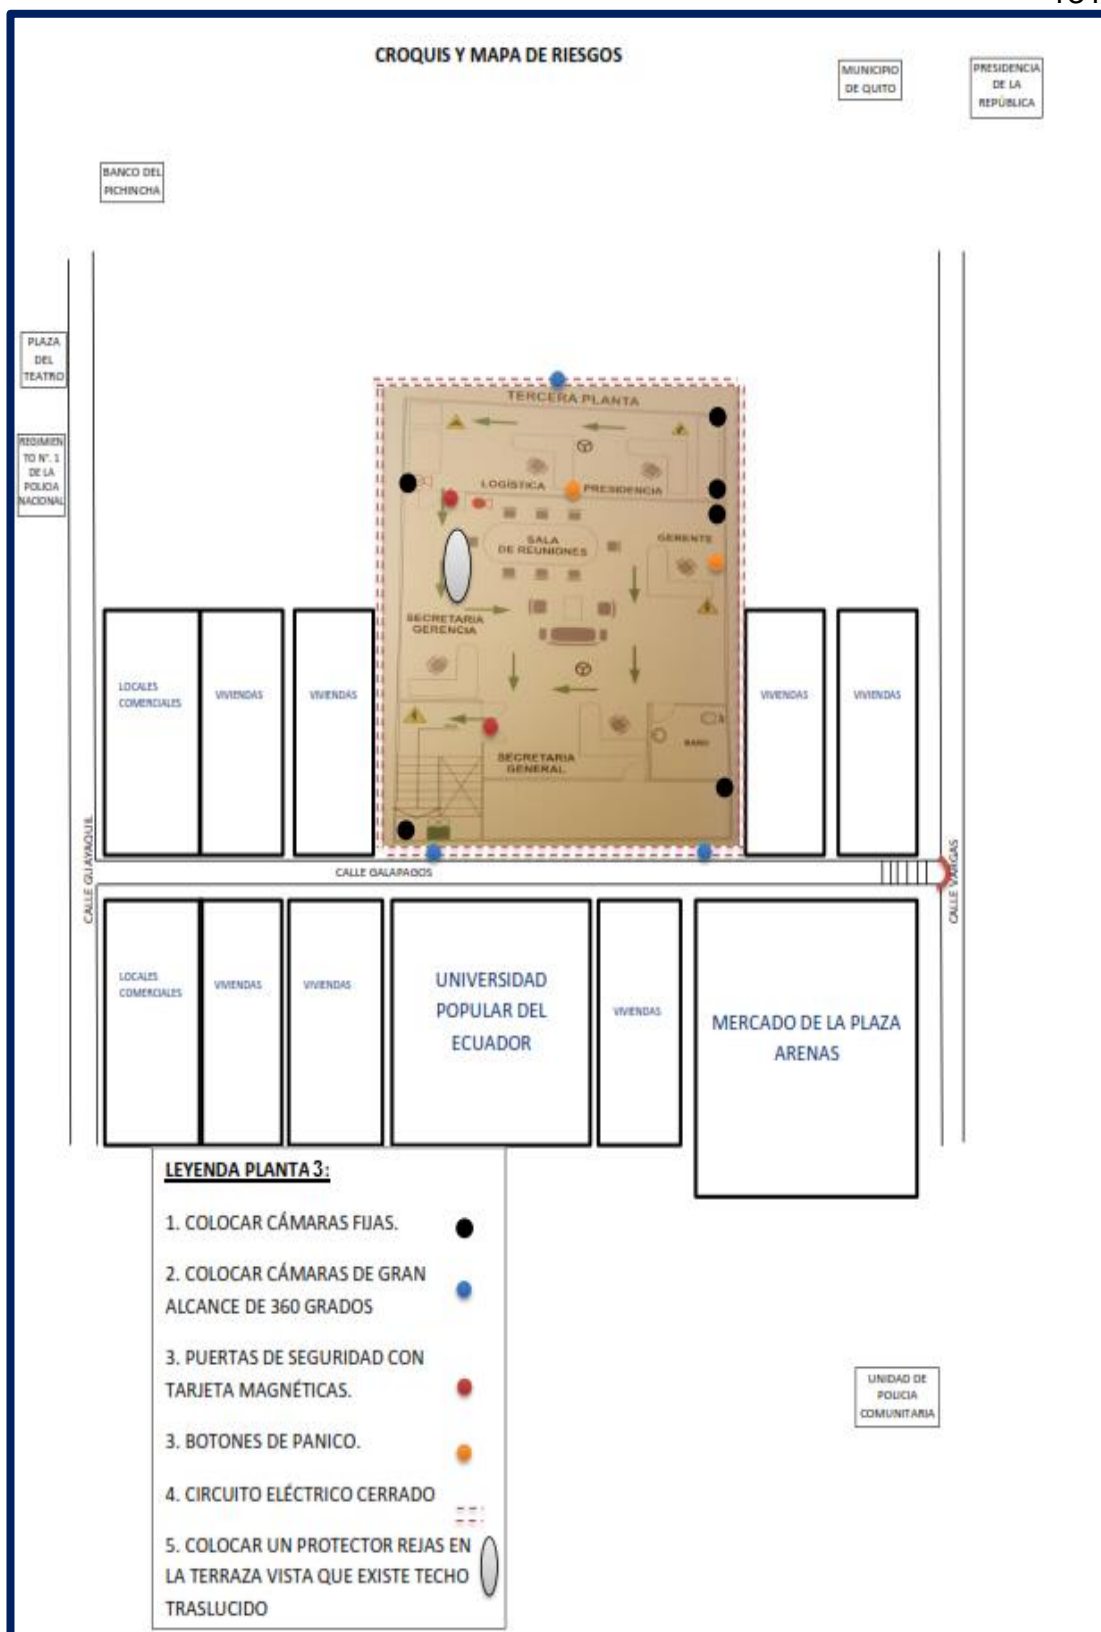 CROQUIS Y MAPA DE RIESGOS
MUNICIPIO
DE QUITO
PRESIDENCIA
DE LA
REPÚBLICA
BANCO DEL
PICHINCHA
PLAZA
DEL
TEATRO
REGIMIEN
TO N°. 1
DE LA
POLICIA
NACIONAL
TERCERA PLANTA
LOGÍSTICA
PRESIDENCIA
SALA
DE REUNIONES
GERENTE
SECRETARIA
GERENCIA
SECRETARIA
GENERAL
BAÑO
LOCALES
COMERCIALES
VIVIENDAS
VIVIENDAS
VIVIENDAS
VIVIENDAS
CALLE GUAYAQUIL
CALLE GALAPAGOS
CALLE VARGAS
LOCALES
COMERCIALES
VIVIENDAS
VIVIENDAS
UNIVERSIDAD
POPULAR DEL
ECUADOR
VIVIENDAS
MERCADO DE LA PLAZA
ARENAS
LEYENDA PLANTA 3:
1. COLOCAR CÁMARAS FIJAS.
2. COLOCAR CÁMARAS DE GRAN
ALCANCE DE 360 GRADOS
3. PUERTAS DE SEGURIDAD CON
TARJETA MAGNÉTICAS.
3. BOTONES DE PANICO.
4. CIRCUITO ELÉCTRICO CERRADO
5. COLOCAR UN PROTECTOR REJAS EN
LA TERRAZA VISTA QUE EXISTE TECHO
TRASLUCIDO
UNIDAD DE
POLICIA
COMUNITARIA